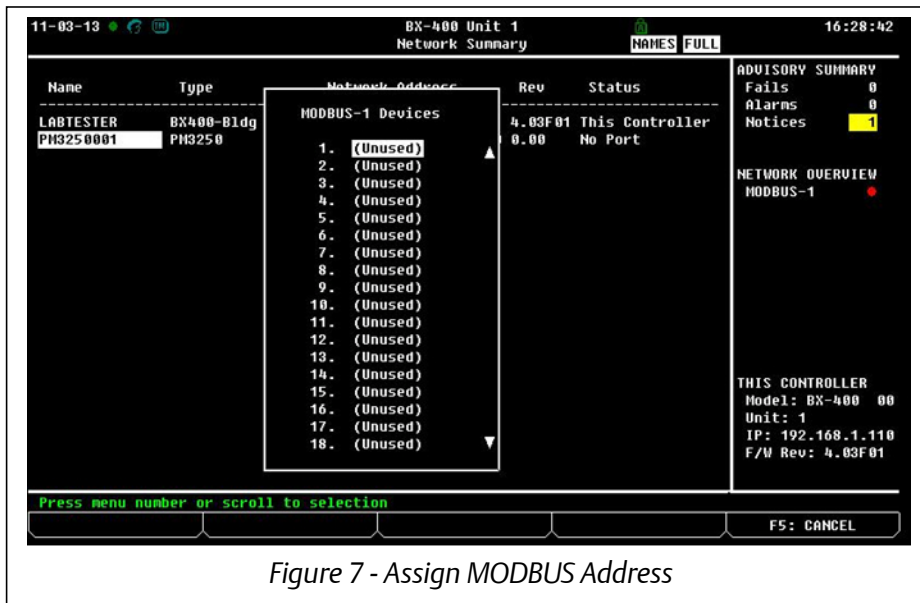 11-03-13 BX-400 Unit 1 16:28:42
Network Summary NAMES FULL
ADVISORY SUMMARY
Fails 0
Alarms 0
Notices 1
NETWORK OVERVIEW
MODBUS-1
THIS CONTROLLER
Model: BX-400 00
Unit: 1
IP: 192.168.1.110
F/W Rev: 4.03F01
Name Type Network Address Rev Status
LABTESTER BX400-Bldg 4.03F01 This Controller
PM3250001 PM3250 0.00 No Port
MODBUS-1 Devices
1. (Unused)
2. (Unused)
3. (Unused)
4. (Unused)
5. (Unused)
6. (Unused)
7. (Unused)
8. (Unused)
9. (Unused)
10. (Unused)
11. (Unused)
12. (Unused)
13. (Unused)
14. (Unused)
15. (Unused)
16. (Unused)
17. (Unused)
18. (Unused)
Press menu number or scroll to selection
F5: CANCEL
Figure 7 - Assign MODBUS Address